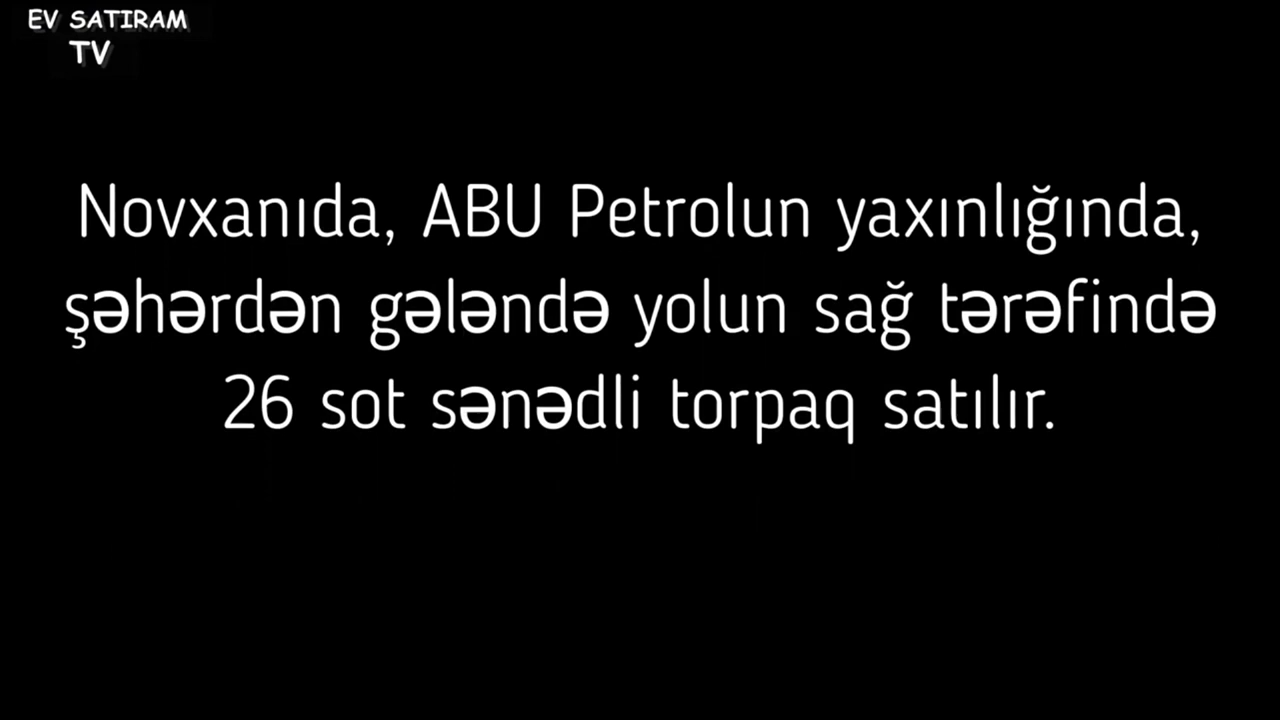 EV SATIRAM
TV
Novxanıda, ABU Petrolun yaxınlığında,
şəhərdən gələndə yolun sağ tərəfində
26 sot sənədli torpaq satılır.